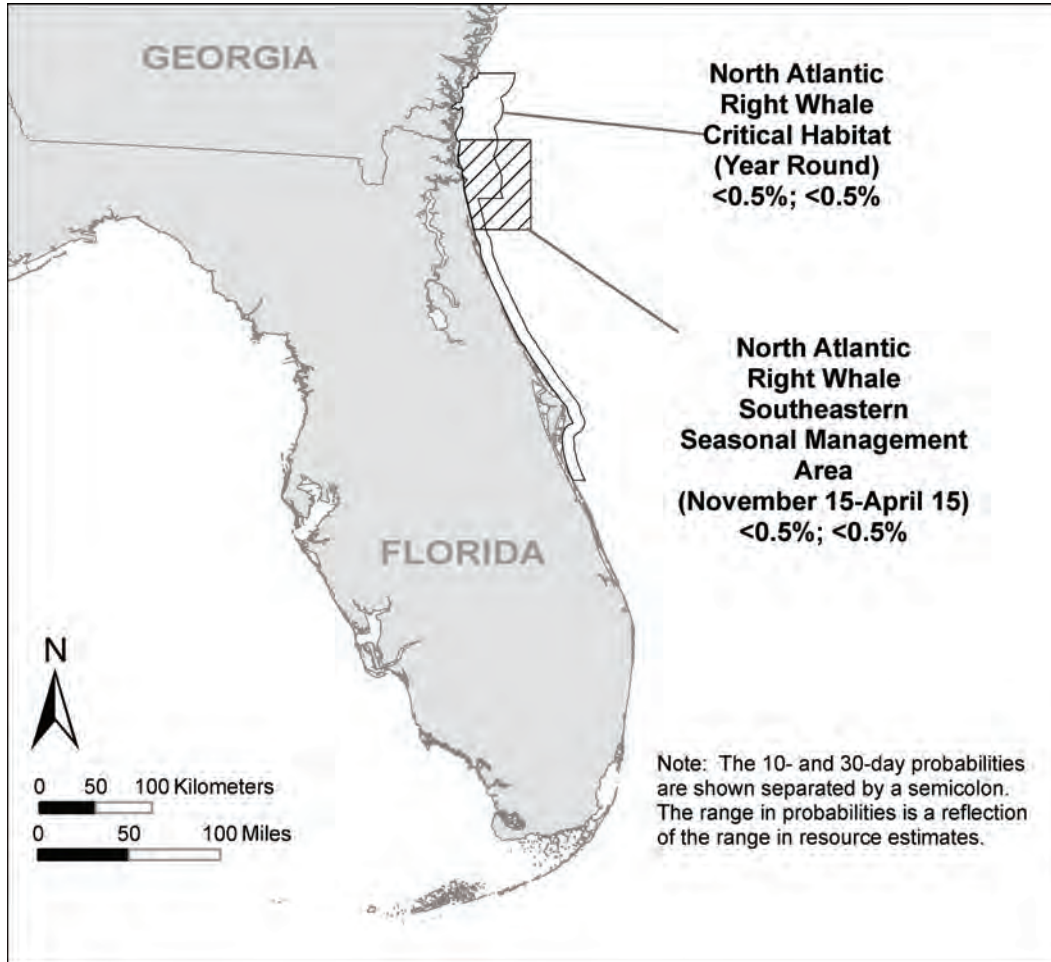 GEORGIA
North Atlantic
Right Whale
Critical Habitat
(Year Round)
<0.5%; <0.5%
North Atlantic
Right Whale
Southeastern
Seasonal Management
Area
(November 15-April 15)
<0.5%; <0.5%
FLORIDA
N
0 50 100 Kilometers
0 50 100 Miles
Note: The 10- and 30-day probabilities
are shown separated by a semicolon.
The range in probabilities is a reflection
of the range in resource estimates.